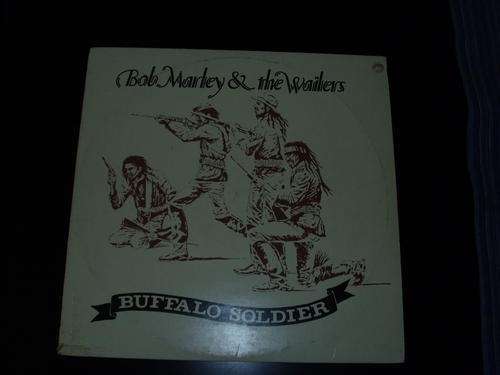 Bob Marley & the Wailers
BUFFALO SOLDIER